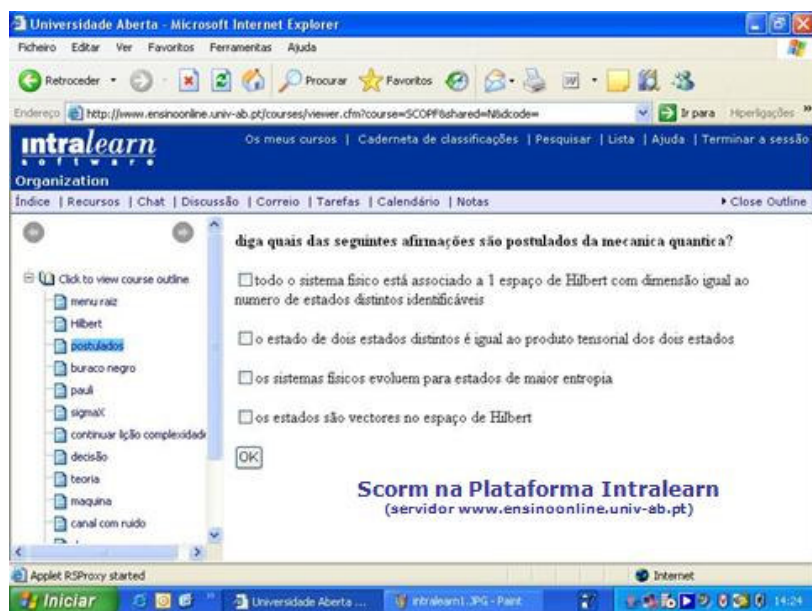 Universidade Aberta - Microsoft Internet Explorer
Ficheiro Editar Ver Favoritos Ferramentas Ajuda
Retroceder Procurar Favoritos
Endereço http://www.ensinoonline.univ-ab.pt/courses/viewer.cfm?course=SCOPF&shared=N&dcode= Ir para Hiperligações »
intralearn Os meus cursos | Caderneta de classificações | Pesquisar | Lista | Ajuda | Terminar a sessão
software
Organization
Índice | Recursos | Chat | Discussão | Correio | Tarefas | Calendário | Notas Close Outline
diga quais das seguintes afirmações são postulados da mecanica quantica?
Click to view course outline
menu raiz
Hilbert
postulados
buraco negro
pauli
sigmaX
continuar lição complexidade
decisão
teoria
maquina
canal com ruido
todo o sistema fisico está associado a 1 espaço de Hilbert com dimensão igual ao
numero de estados distintos identificáveis
o estado de dois estados distintos é igual ao produto tensorial dos dois estados
os sistemas físicos evoluem para estados de maior entropia
os estados são vectores no espaço de Hilbert
OK
Scorm na Plataforma Intralearn
(servidor www.ensinoonline.univ-ab.pt)
Applet RSProxy started Internet
Iniciar Universidade Aberta ... intralearn1.JPG - Paint 14:24